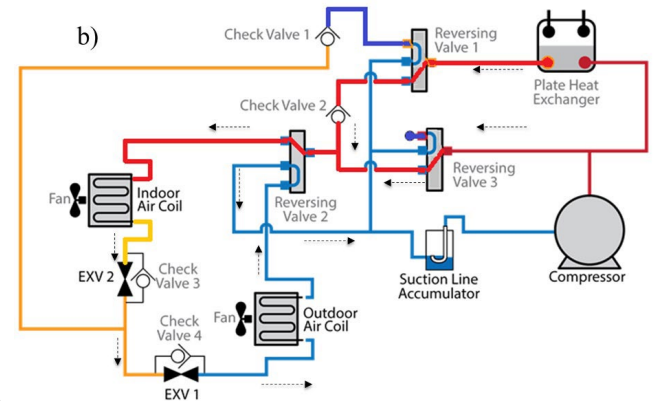 b)
Check Valve 1
Reversing
Valve 1
Plate Heat
Exchanger
Check Valve 2
Reversing
Valve 3
Indoor
Air Coil
Fan
Reversing
Valve 2
EXV 2
Check
Valve 3
Suction Line
Accumulator
Compressor
Fan
Outdoor
Air Coil
Check
Valve 4
EXV 1